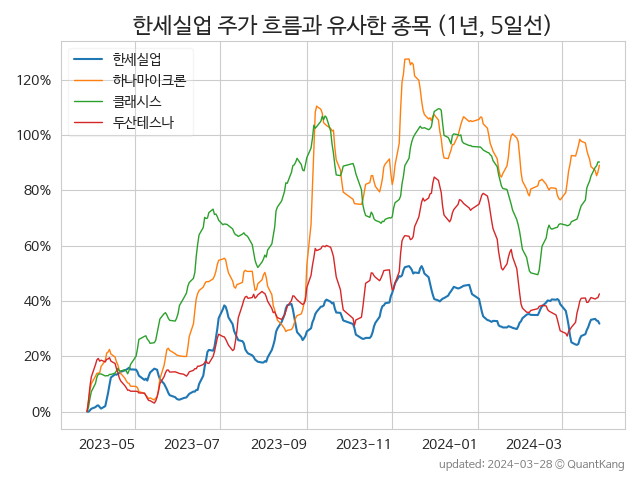 한세실업 주가 흐름과 유사한 종목 (1년, 5일선)
한세실업
하나마이크론
클래시스
두산테스나
120%
100%
80%
60%
40%
20%
0%
2023-05 2023-07 2023-09 2023-11 2024-01 2024-03
updated: 2024-03-28 © QuantKang